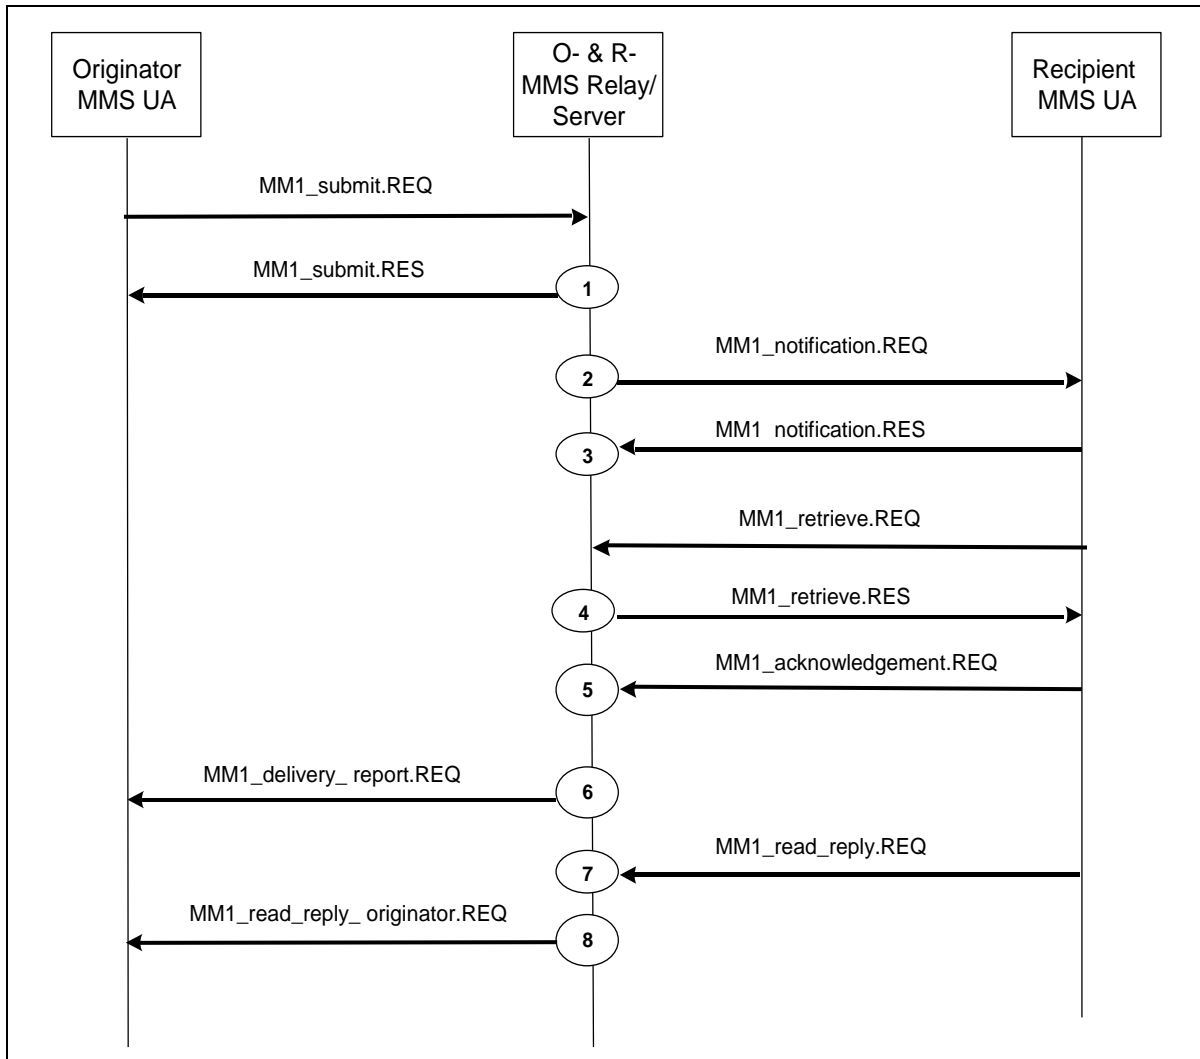 Originator
MMS UA
O- & R-
MMS Relay/
Server
Recipient
MMS UA
MM1_submit.REQ
MM1_submit.RES
1
MM1_notification.REQ
2
MM1 notification.RES
3
MM1_retrieve.REQ
MM1_retrieve.RES
4
MM1_acknowledgement.REQ
5
MM1_delivery_ report.REQ
6
MM1_read_reply.REQ
7
MM1_read_reply_ originator.REQ
8